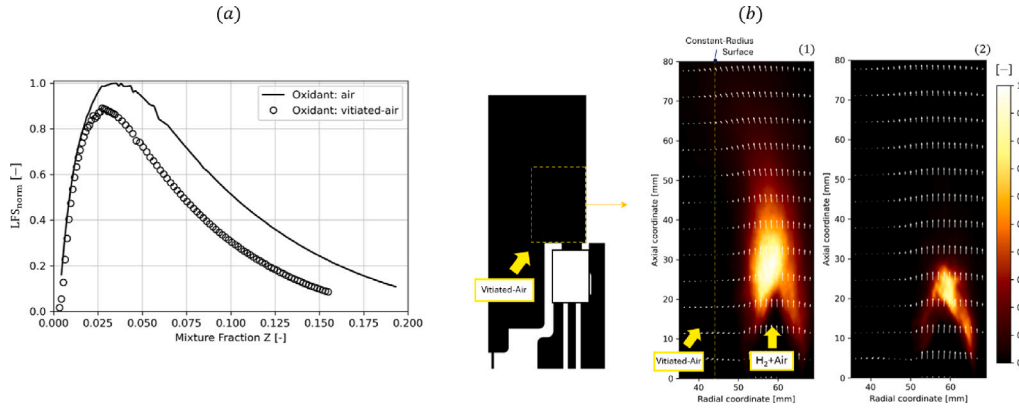 (a)
LFSnorm [−]
1.0
0.8
0.6
0.4
0.2
0.0
Oxidant: air
Oxidant: vitiated-air
0.000 0.025 0.050 0.075 0.100 0.125 0.150 0.175 0.200
Mixture Fraction Z [-]
Vitiated-Air
(b)
Constant-Radius
Surface
(1)
Axial coordinate [mm]
80
70
60
50
40
30
20
10
0
Vitiated-Air
H₂+Air
40 50 60
Radial coordinate [mm]
(2)
Axial coordinate [mm]
80
70
60
50
40
30
20
10
0
40 50 60
Radial coordinate [mm]
[−]